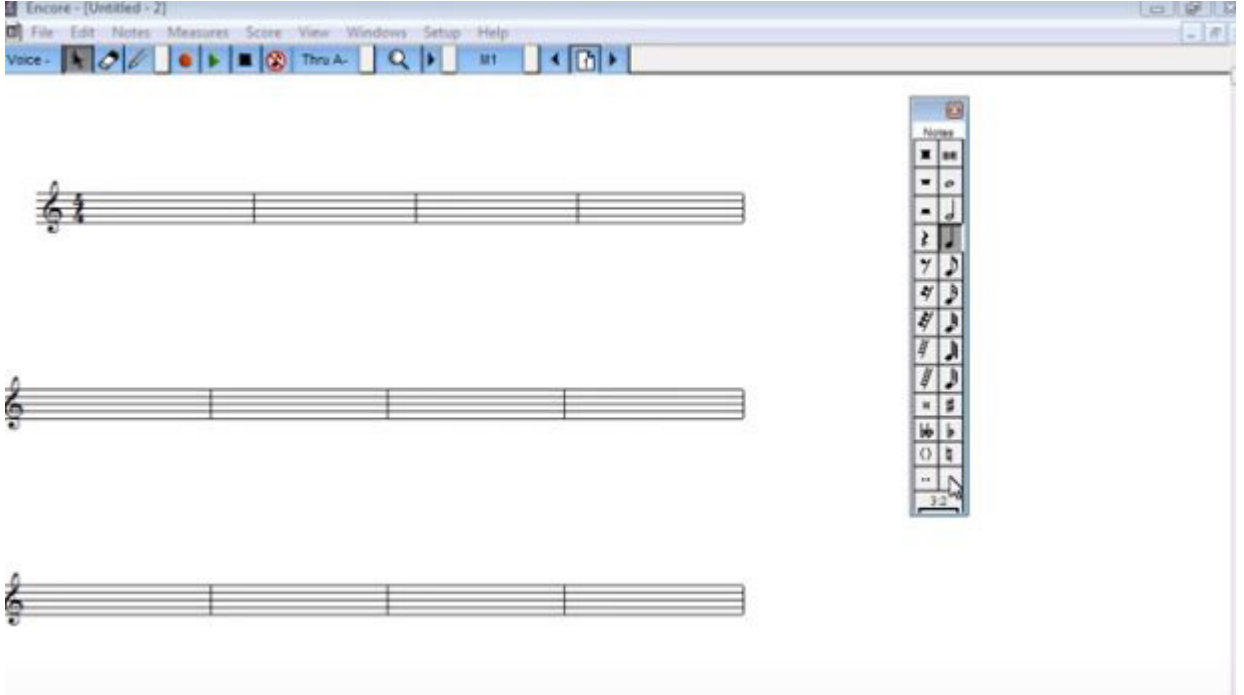 Encore - [Untitled - 2]
File Edit Notes Measures Score View Windows Setup Help
Voice - Thru A- M1
Notes
3:2